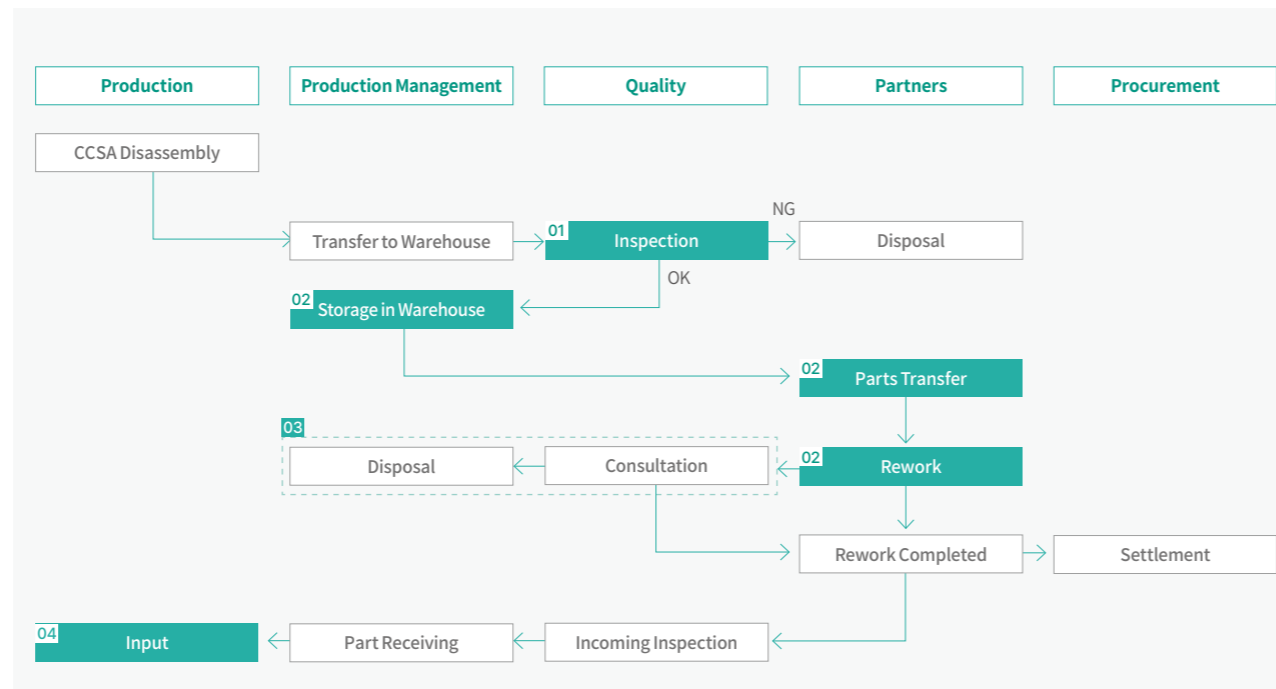 Production
Production Management
Quality
Partners
Procurement
CCSA Disassembly
NG
Transfer to Warehouse
01
Inspection
Disposal
OK
02
Storage in Warehouse
02
Parts Transfer
03
Disposal
Consultation
02
Rework
Rework Completed
Settlement
04
Input
Part Receiving
Incoming Inspection